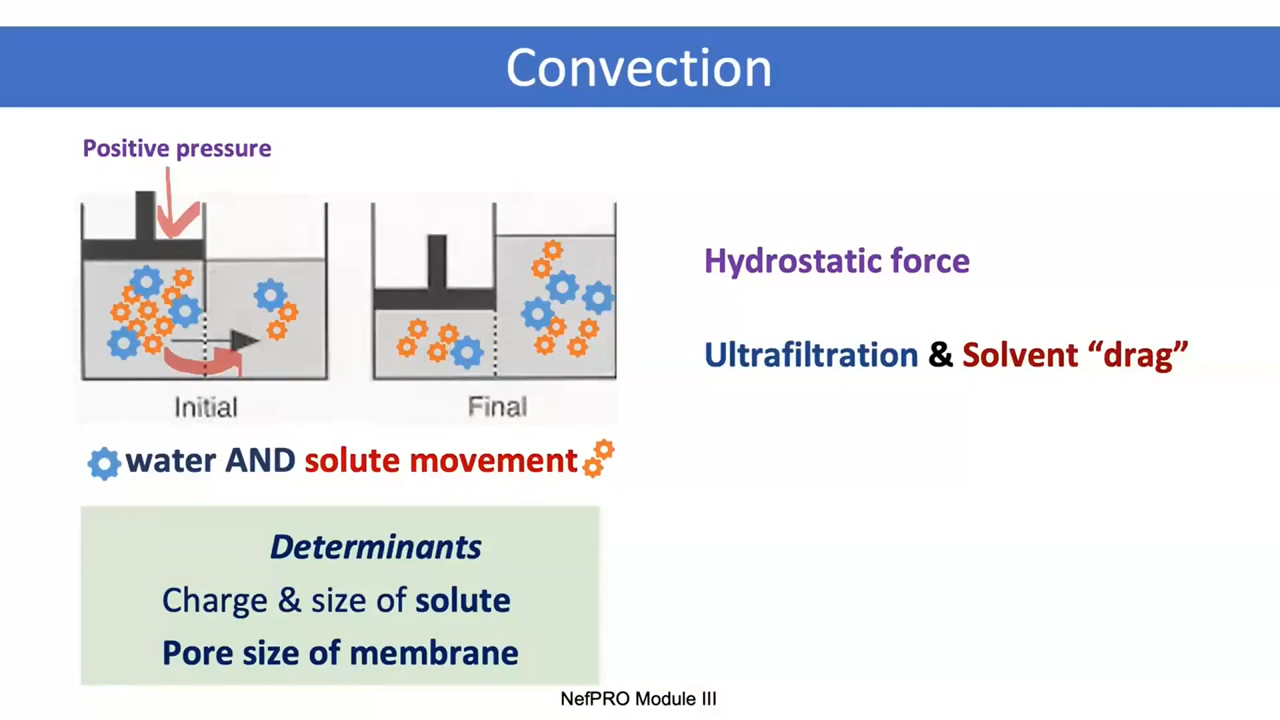 Convection
Positive pressure
Initial
Final
water AND solute movement
Hydrostatic force
Ultrafiltration & Solvent “drag”
Determinants
Charge & size of solute
Pore size of membrane
NefPRO Module III